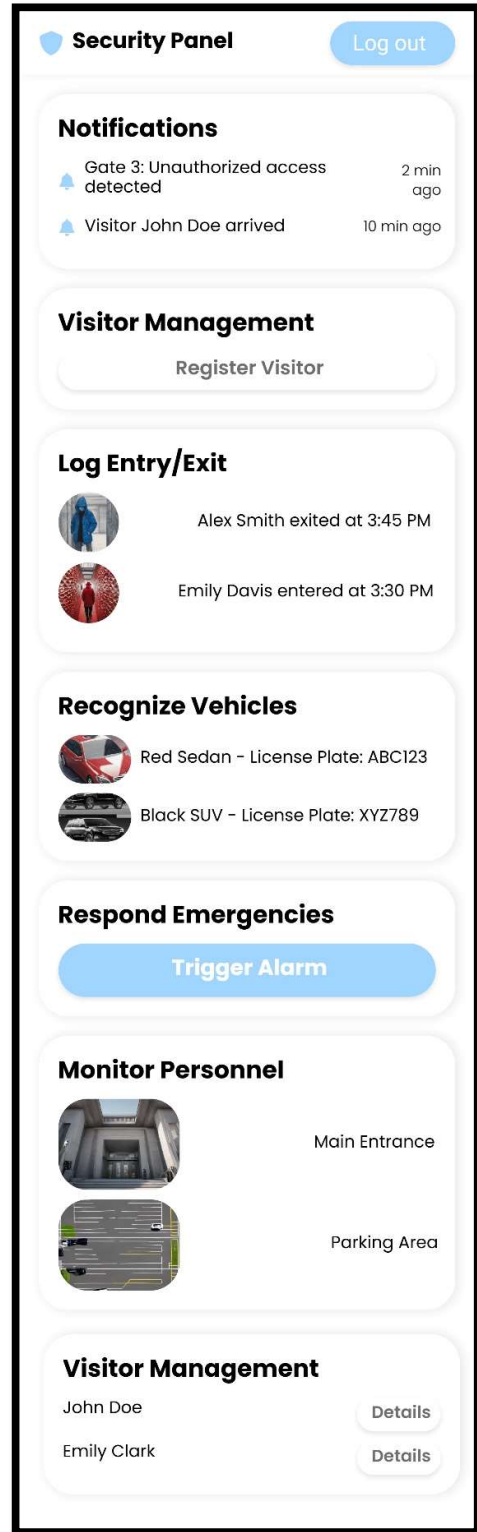 Security Panel
Log out
Notifications
Gate 3: Unauthorized access
detected
2 min
ago
Visitor John Doe arrived
10 min ago
Visitor Management
Register Visitor
Log Entry/Exit
Alex Smith exited at 3:45 PM
Emily Davis entered at 3:30 PM
Recognize Vehicles
Red Sedan - License Plate: ABC123
Black SUV - License Plate: XYZ789
Respond Emergencies
Trigger Alarm
Monitor Personnel
Main Entrance
Parking Area
Visitor Management
John Doe
Details
Emily Clark
Details